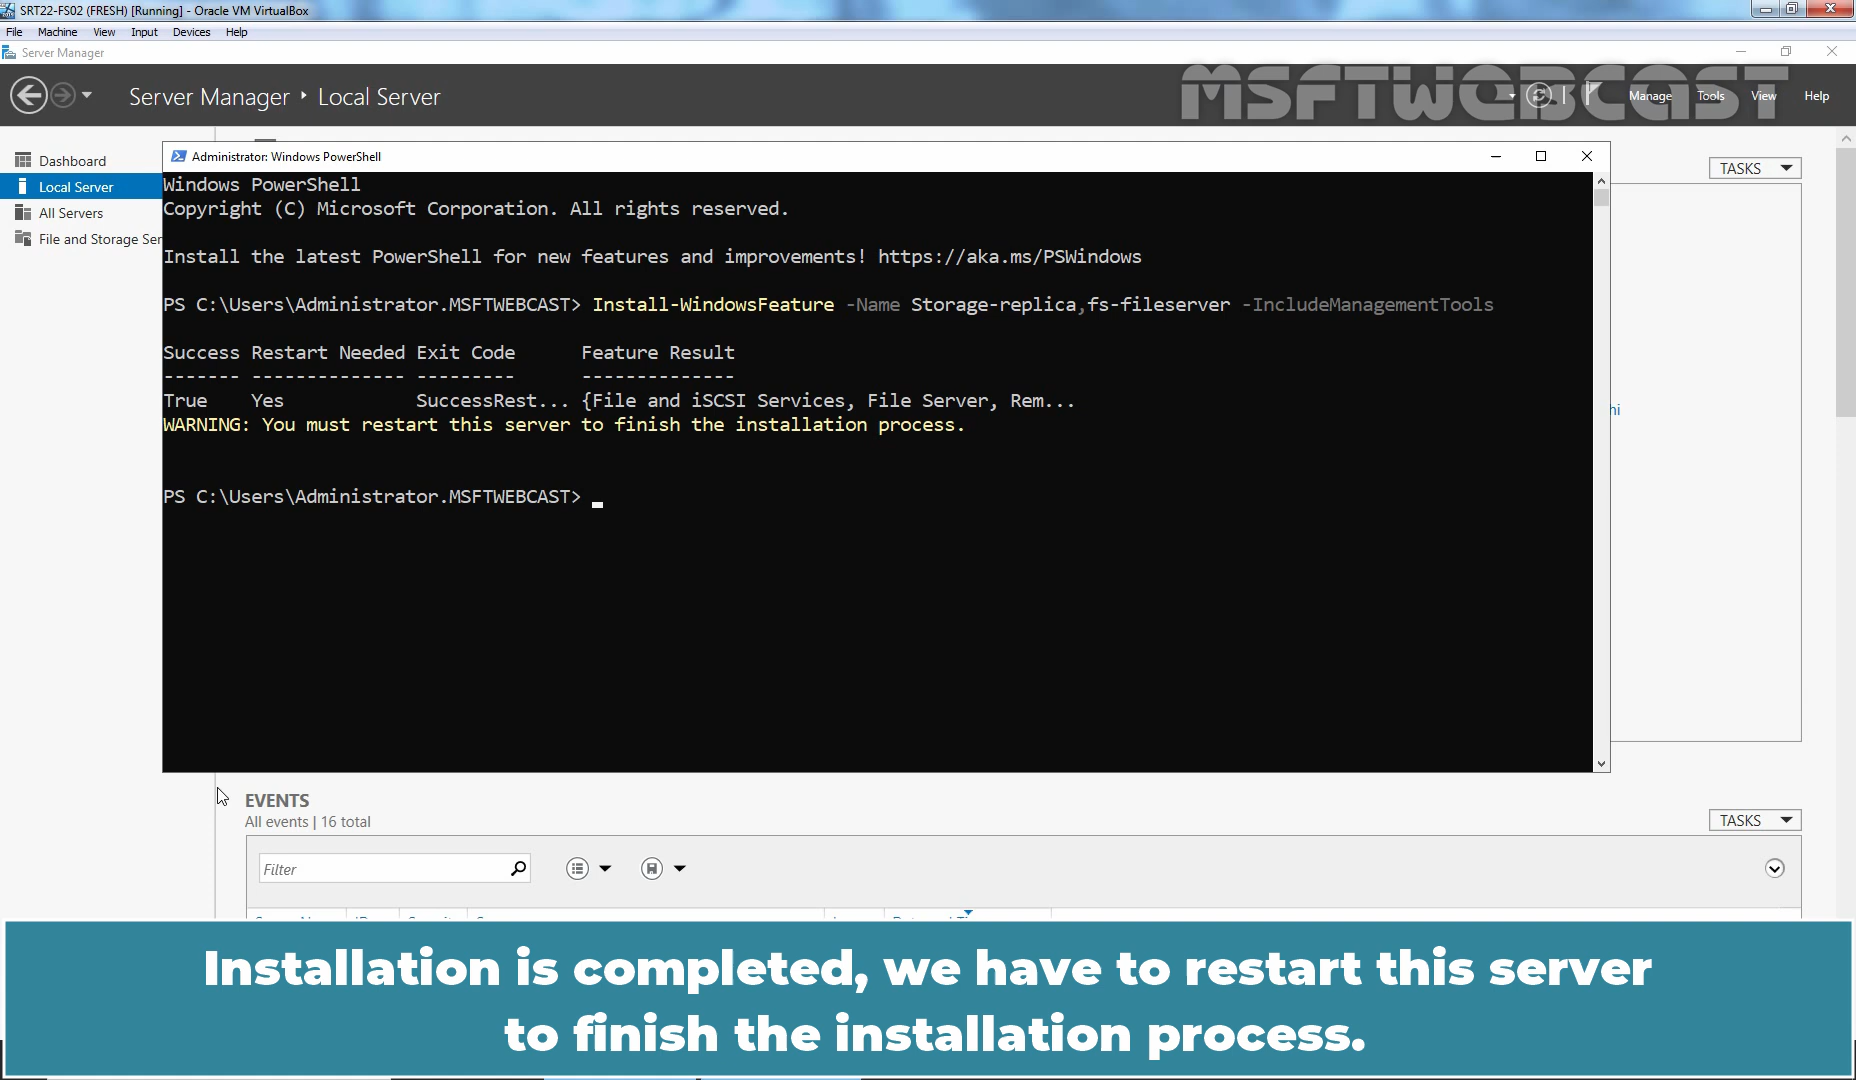 SRT22-FS02 (FRESH) [Running] - Oracle VM VirtualBox
File Machine View Input Devices Help
Server Manager
Server Manager Local Server
MSFTWEBCAST
Manage Tools View Help
Dashboard
Local Server
All Servers
File and Storage Ser
TASKS
Administrator: Windows PowerShell
Windows PowerShell
Copyright (C) Microsoft Corporation. All rights reserved.
Install the latest PowerShell for new features and improvements! https://aka.ms/PSWindows
PS C:\Users\Administrator.MSFTWEBCAST> Install-WindowsFeature -Name Storage-replica,fs-fileserver -IncludeManagementTools
Success Restart Needed Exit Code      Feature Result
------- -------------- ---------      --------------
True    Yes            SuccessRest... {File and iSCSI Services, File Server, Rem...
WARNING: You must restart this server to finish the installation process.
PS C:\Users\Administrator.MSFTWEBCAST>
hi
EVENTS
All events | 16 total
TASKS
Filter
Installation is completed, we have to restart this server
to finish the installation process.